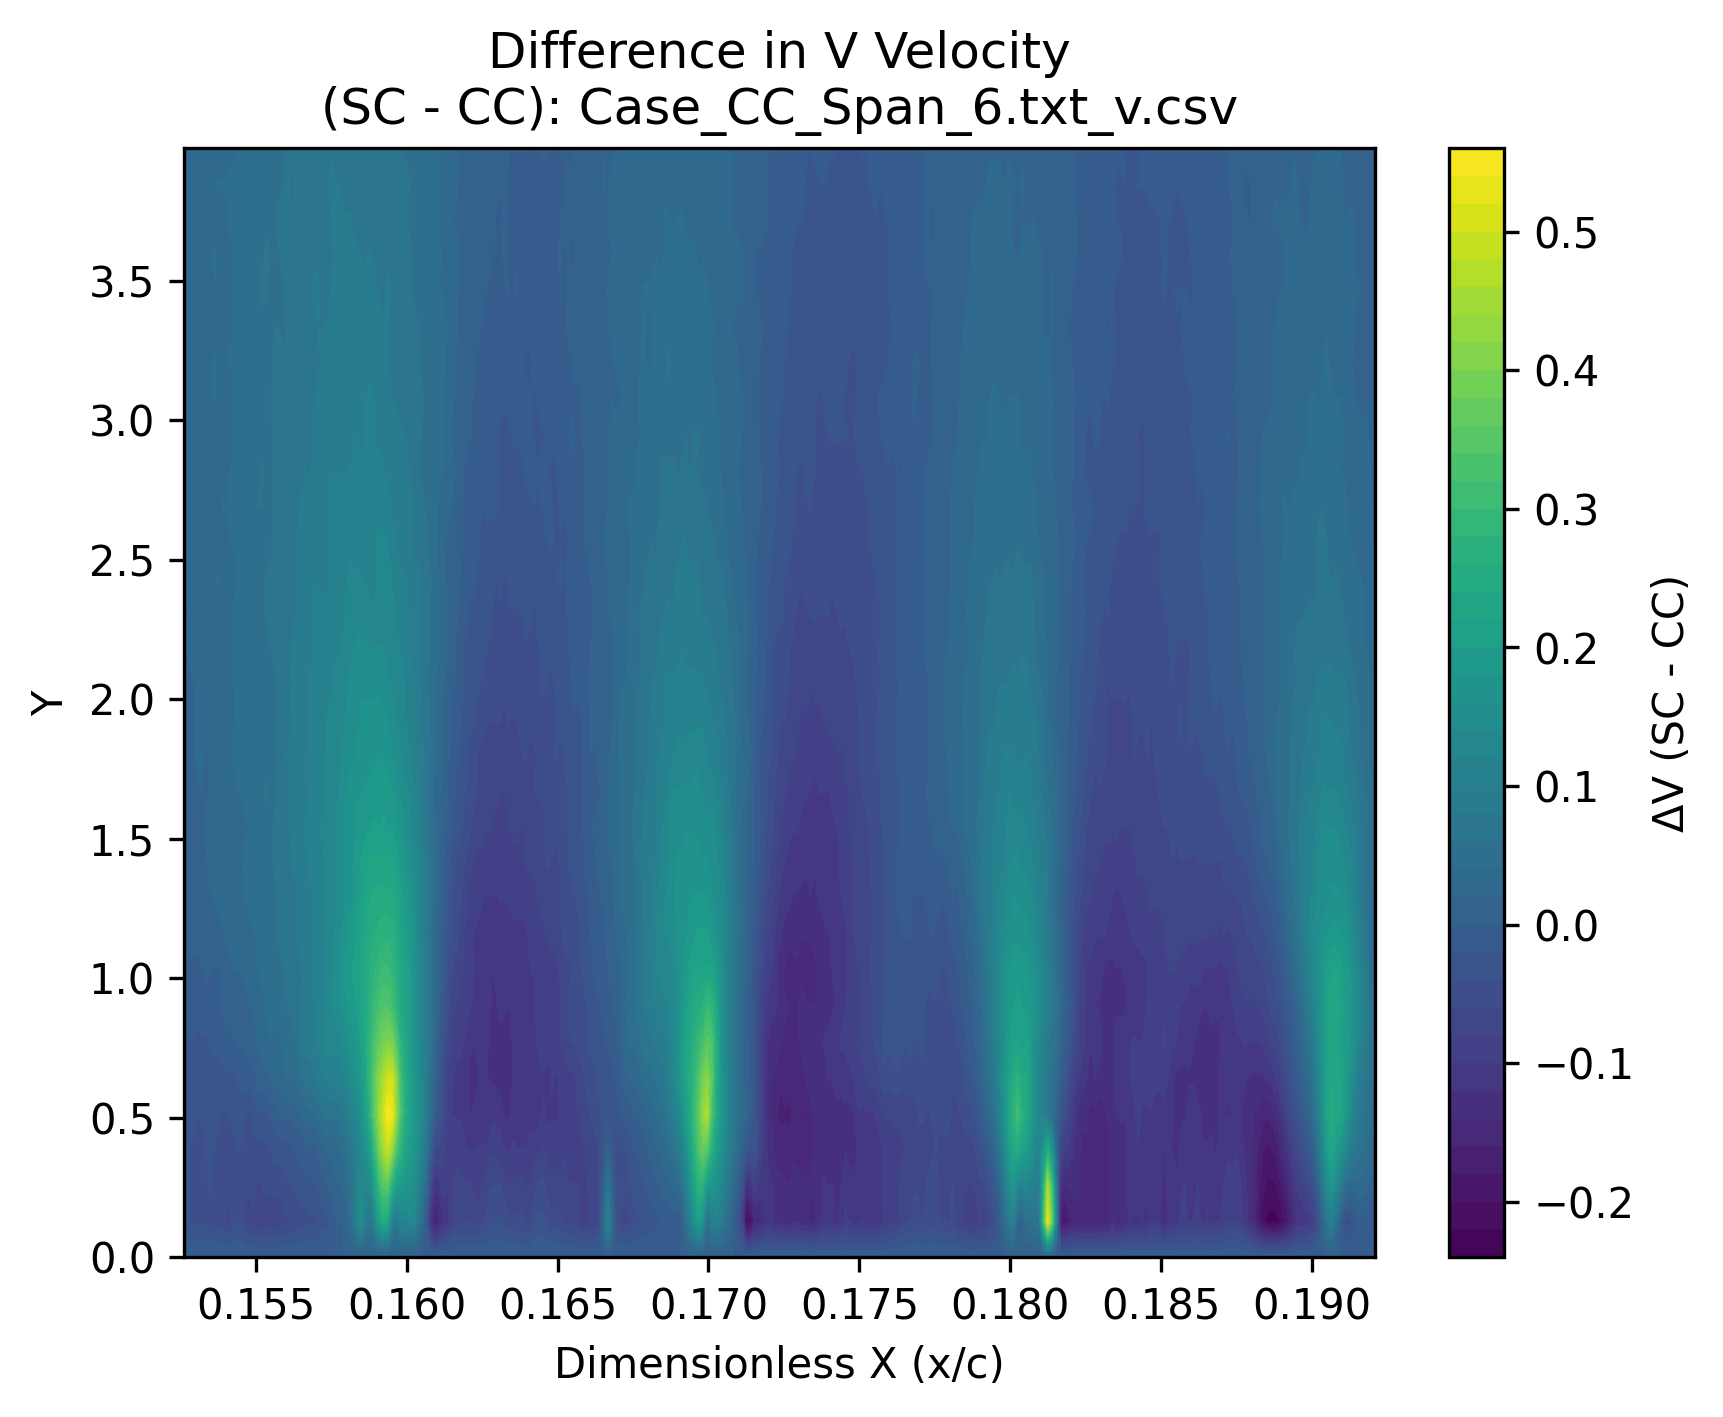 Difference in V Velocity
(SC - CC): Case_CC_Span_6.txt_v.csv
Y
3.5
3.0
2.5
2.0
1.5
1.0
0.5
0.0
0.155 0.160 0.165 0.170 0.175 0.180 0.185 0.190
Dimensionless X (x/c)
0.5
0.4
0.3
0.2
0.1
0.0
−0.1
−0.2
ΔV (SC - CC)